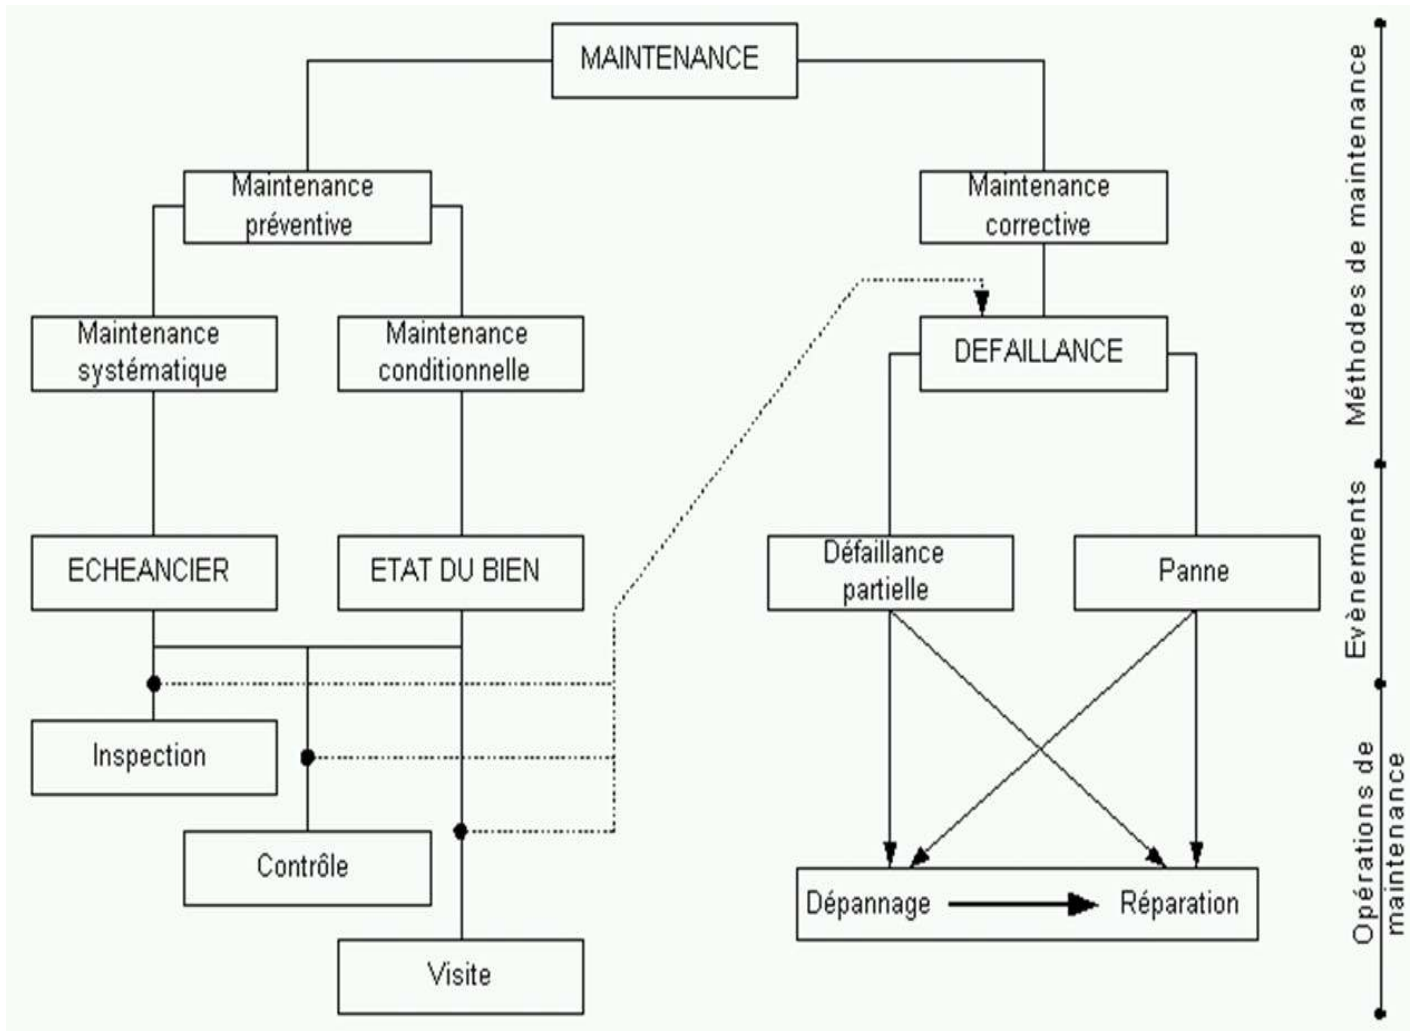 MAINTENANCE
Maintenance
préventive
Maintenance
corrective
Maintenance
systématique
Maintenance
conditionnelle
DEFAILLANCE
ECHEANCIER
ETAT DU BIEN
Défaillance
partielle
Panne
Inspection
Contrôle
Visite
Dépannage
Réparation
Méthodes de maintenance
Evènements
Opérations de
maintenance